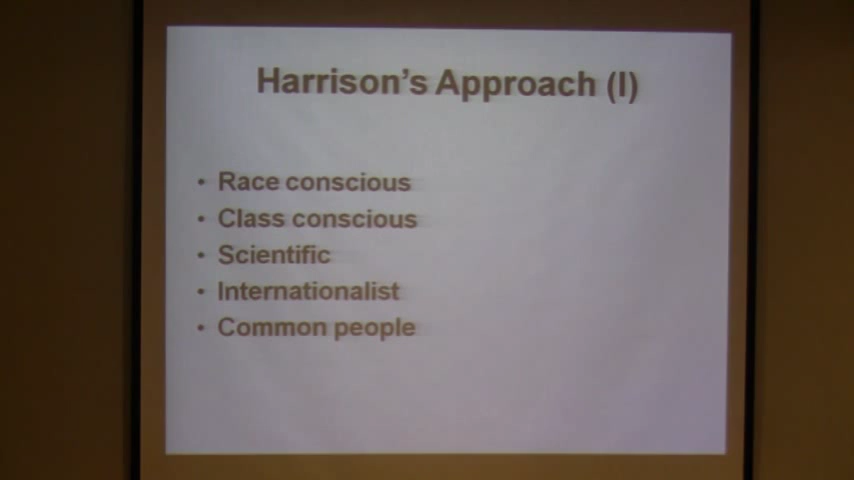 Harrison's Approach (I)
• Race conscious
• Class conscious
• Scientific
• Internationalist
• Common people